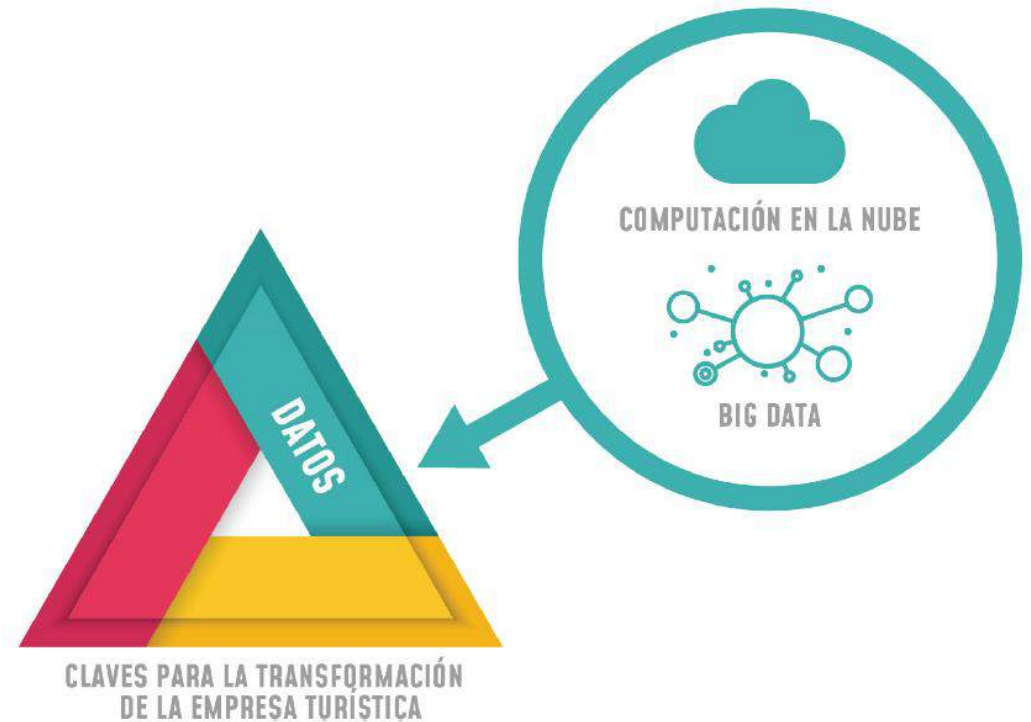 COMPUTACIÓN EN LA NUBE
BIG DATA
DATOS
CLAVES PARA LA TRANSFORMACIÓN
DE LA EMPRESA TURÍSTICA